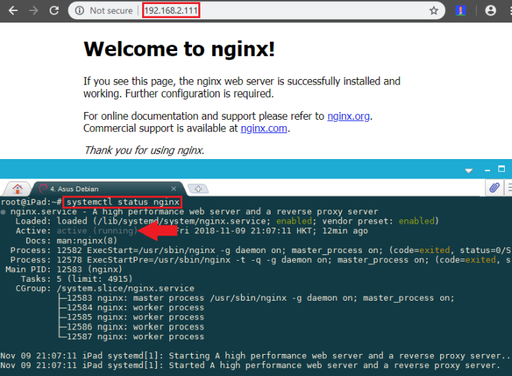 Not secure | 192.168.2.111
Welcome to nginx!
If you see this page, the nginx web server is successfully installed and
working. Further configuration is required.
For online documentation and support please refer to nginx.org.
Commercial support is available at nginx.com.
Thank you for using nginx.
4. Asus Debian
root@iPad:~# systemctl status nginx
● nginx.service - A high performance web server and a reverse proxy server
Loaded: loaded (/lib/systemd/system/nginx.service; enabled; vendor preset: enabled)
Active: active (running) Fri 2018-11-09 21:07:11 HKT; 12min ago
Docs: man:nginx(8)
Process: 12582 ExecStart=/usr/sbin/nginx -g daemon on; master_process on; (code=exited, status=0/S
Process: 12578 ExecStartPre=/usr/sbin/nginx -t -q -g daemon on; master_process on; (code=exited, s
Main PID: 12583 (nginx)
Tasks: 5 (limit: 4915)
CGroup: /system.slice/nginx.service
├─12583 nginx: master process /usr/sbin/nginx -g daemon on; master_process on;
├─12584 nginx: worker process
├─12585 nginx: worker process
├─12586 nginx: worker process
└─12587 nginx: worker process
Nov 09 21:07:11 iPad systemd[1]: Starting A high performance web server and a reverse proxy server..
Nov 09 21:07:11 iPad systemd[1]: Started A high performance web server and a reverse proxy server.